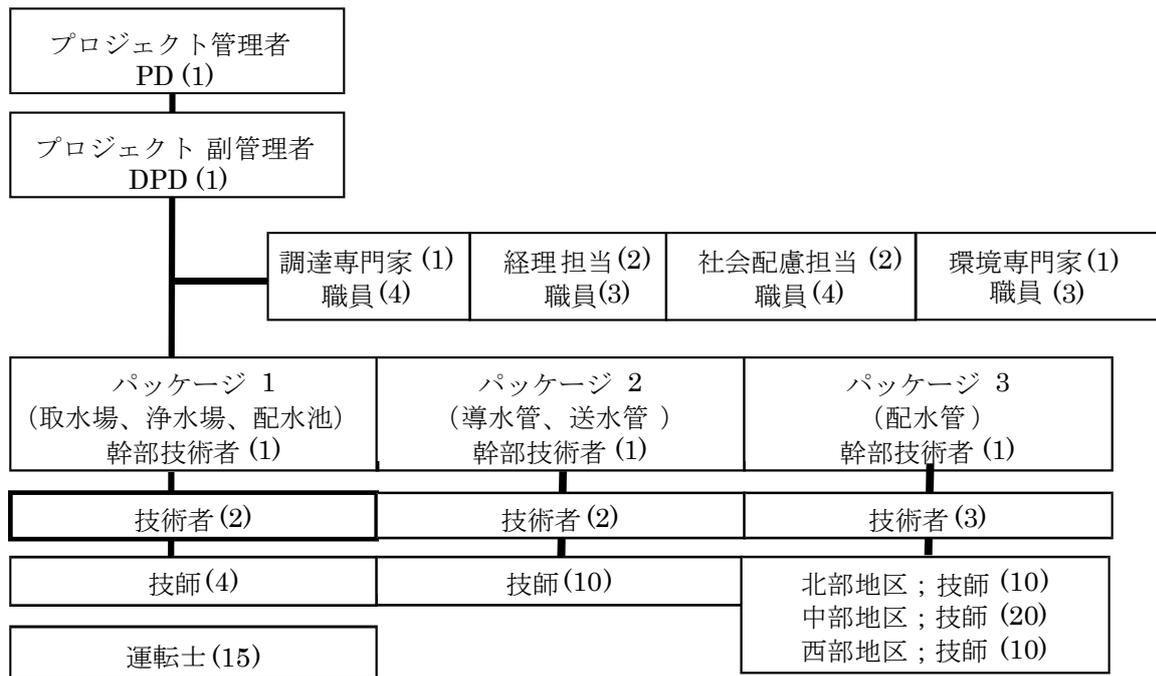 プロジェクト管理者
PD (1)
プロジェクト 副管理者
DPD (1)
調達専門家 (1)
職員 (4)
経理担当 (2)
職員 (3)
社会配慮担当 (2)
職員 (4)
環境専門家 (1)
職員 (3)
パッケージ 1
（取水場、浄水場、配水池）
幹部技術者 (1)
パッケージ 2
（導水管、送水管 ）
幹部技術者 (1)
パッケージ 3
（配水管）
幹部技術者 (1)
技術者 (2)
技術者 (2)
技術者 (3)
技師 (4)
技師 (10)
北部地区；技師 (10)
中部地区；技師 (20)
西部地区；技師 (10)
運転士 (15)